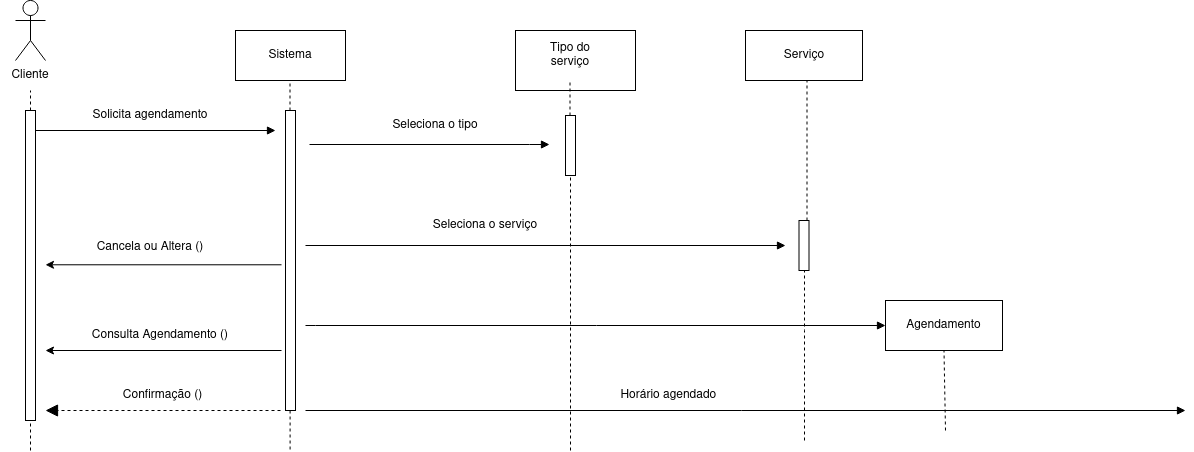 Cliente
Sistema
Tipo do
serviço
Serviço
Solicita agendamento
Seleciona o tipo
Seleciona o serviço
Cancela ou Altera ()
Agendamento
Consulta Agendamento ()
Confirmação ()
Horário agendado